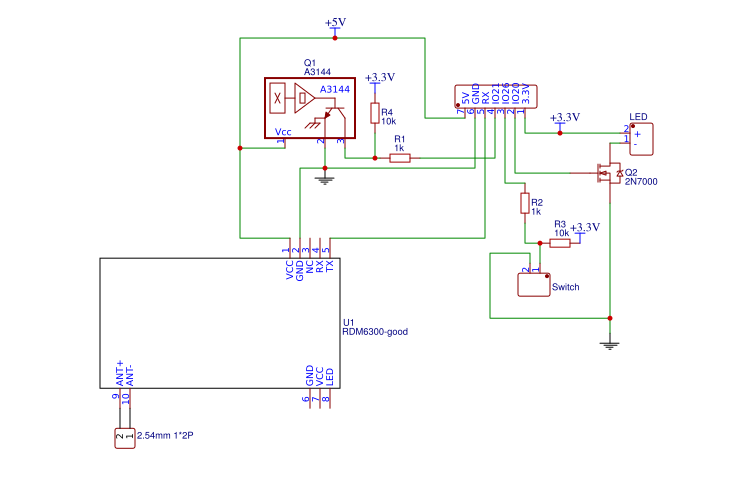 +5V
Q1
A3144
A3144
Vcc
1
2
3
+3.3V
R4
10k
R1
1k
5V
GND
RX
IO21
IO26
IO20
3.3V
7
6
5
4
3
2
1
+3.3V
LED
2
+
1
-
Q2
2N7000
R2
1k
R3
10k
+3.3V
2
1
Switch
1
2
3
4
5
VCC
GND
NC
RX
TX
U1
RDM6300-good
ANT+
ANT-
GND
VCC
LED
9
10
6
7
8
2
1
2.54mm 1*2P